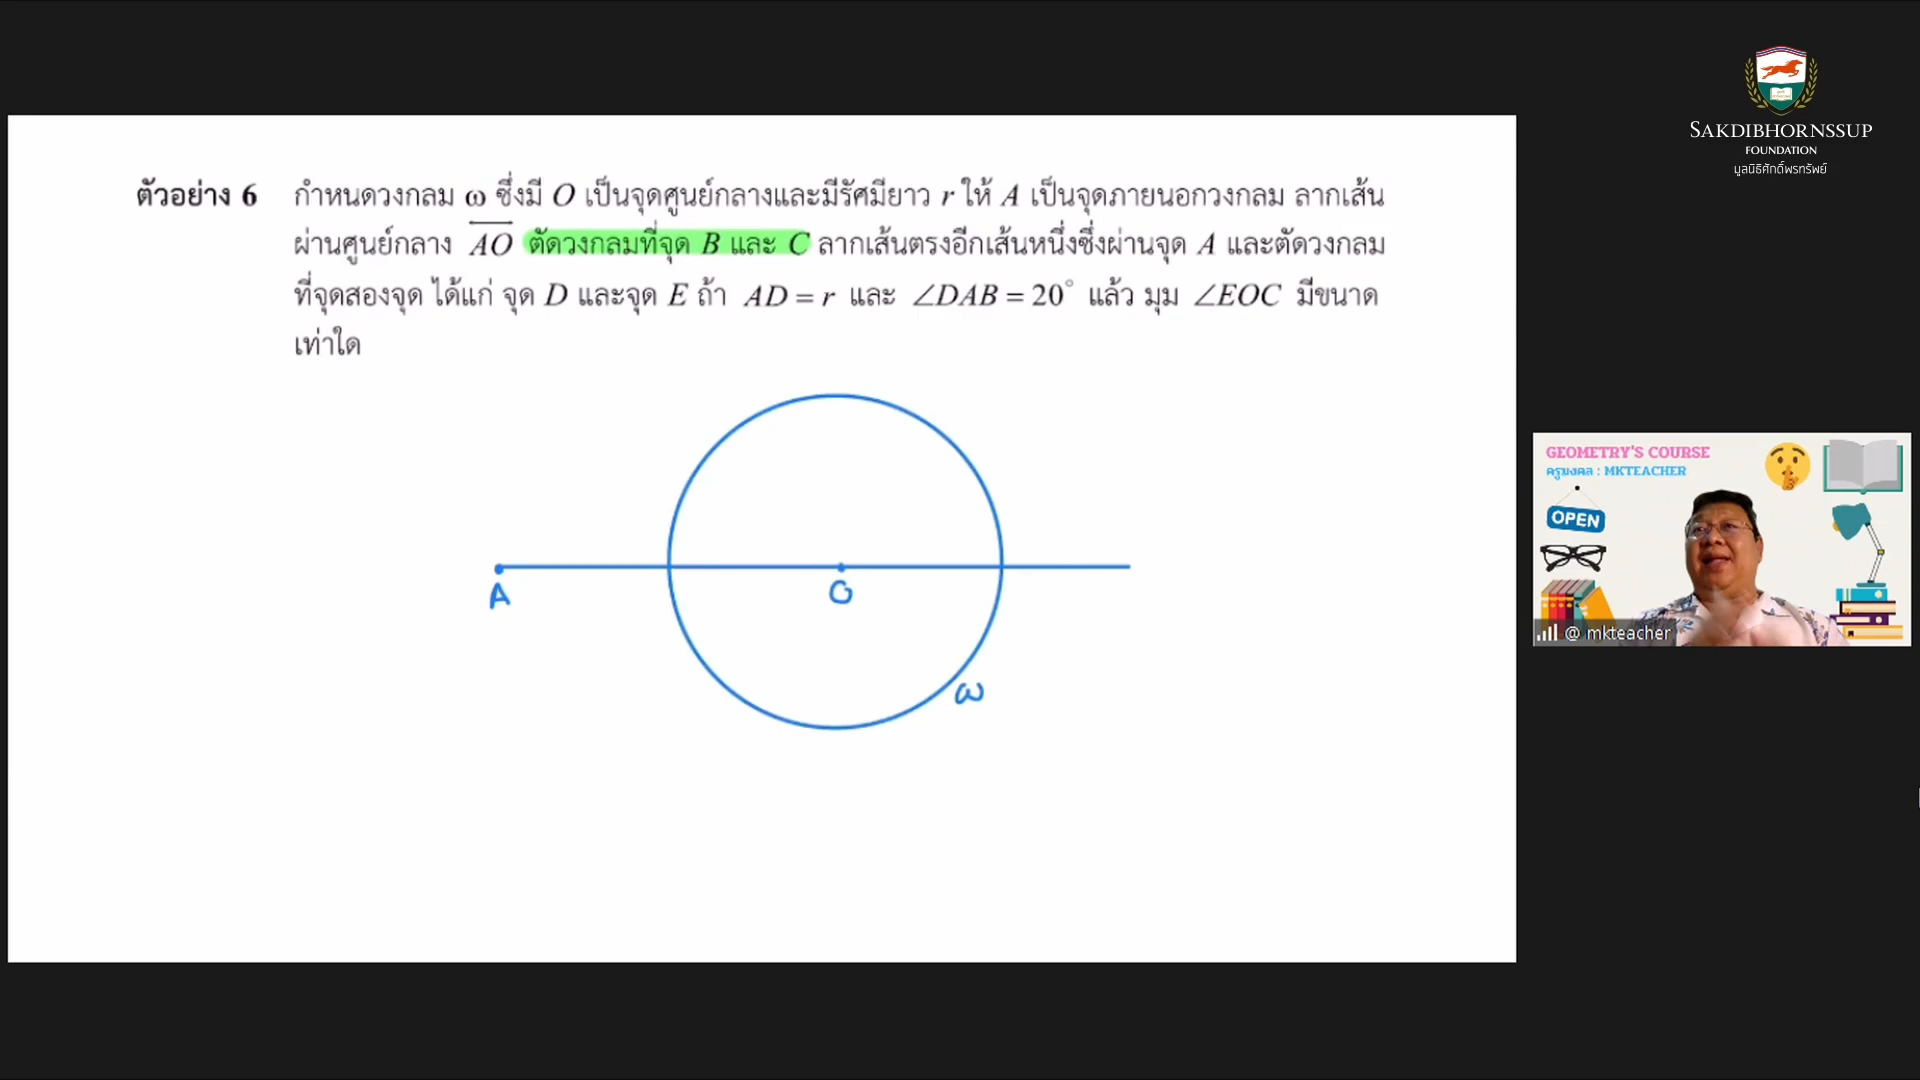 SAKDIBHORNSSUP
FOUNDATION
มูลนิธิศักดิ์พรทรัพย์
ตัวอย่าง 6 กำหนดวงกลม ω ซึ่งมี O เป็นจุดศูนย์กลางและมีรัศมียาว r ให้ A เป็นจุดภายนอกวงกลม ลากเส้น
ผ่านศูนย์กลาง AO ตัดวงกลมที่จุด B และ C ลากเส้นตรงอีกเส้นหนึ่งซึ่งผ่านจุด A และตัดวงกลม
ที่จุดสองจุด ได้แก่ จุด D และจุด E ถ้า AD = r และ ∠DAB = 20° แล้ว มุม ∠EOC มีขนาด
เท่าใด
A
O
ω
GEOMETRY'S COURSE
ครูมงคล : MKTEACHER
OPEN
@ mkteacher